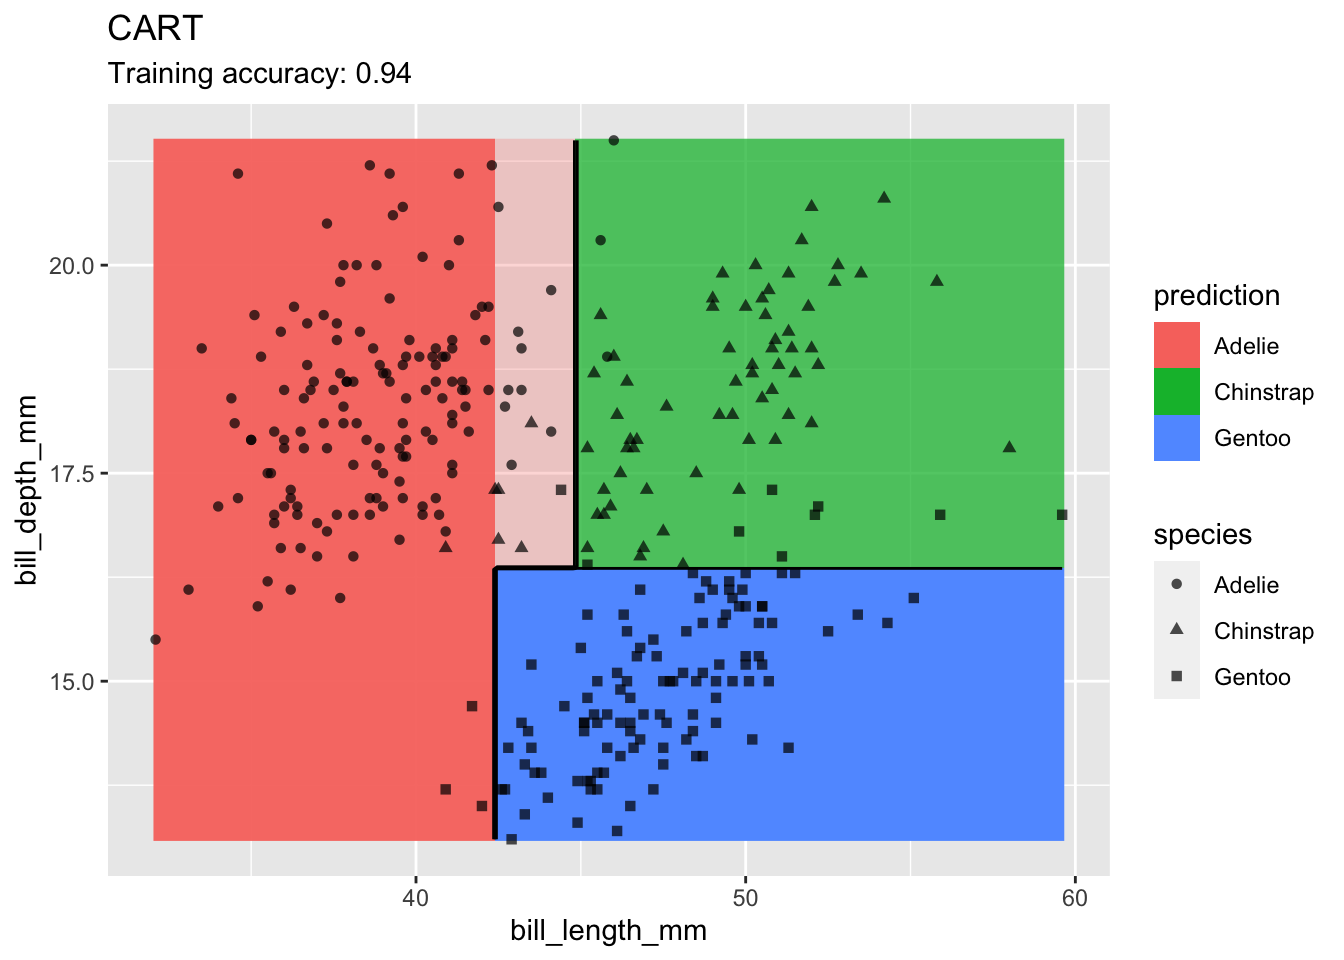 CART
Training accuracy: 0.94
bill_depth_mm
20.0
17.5
15.0
40
50
60
bill_length_mm
prediction
Adelie
Chinstrap
Gentoo
species
Adelie
Chinstrap
Gentoo